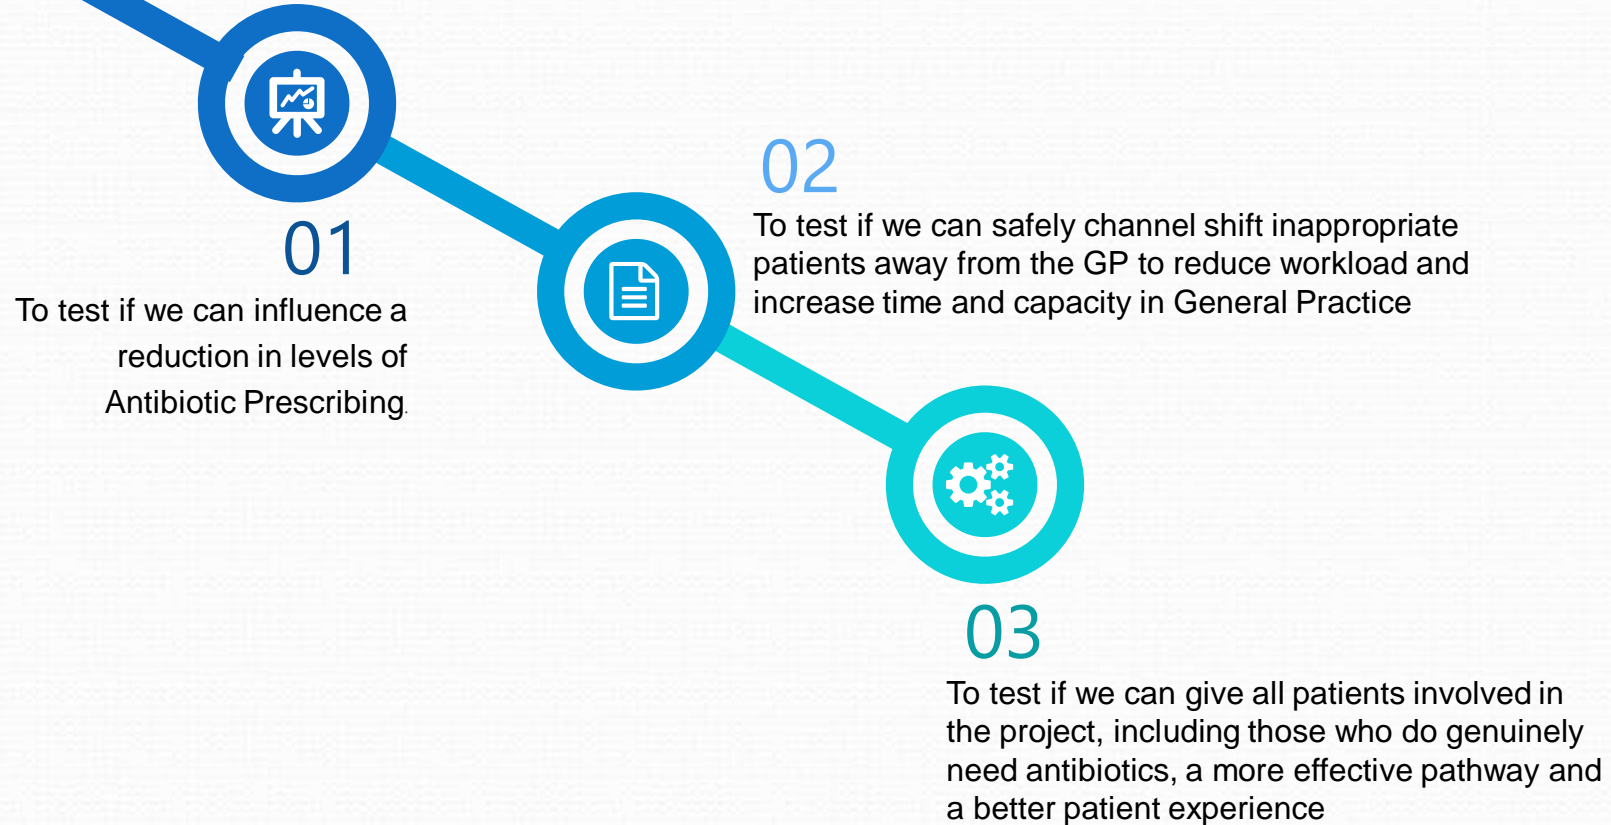 01
To test if we can influence a
reduction in levels of
Antibiotic Prescribing.
02
To test if we can safely channel shift inappropriate
patients away from the GP to reduce workload and
increase time and capacity in General Practice
03
To test if we can give all patients involved in
the project, including those who do genuinely
need antibiotics, a more effective pathway and
a better patient experience